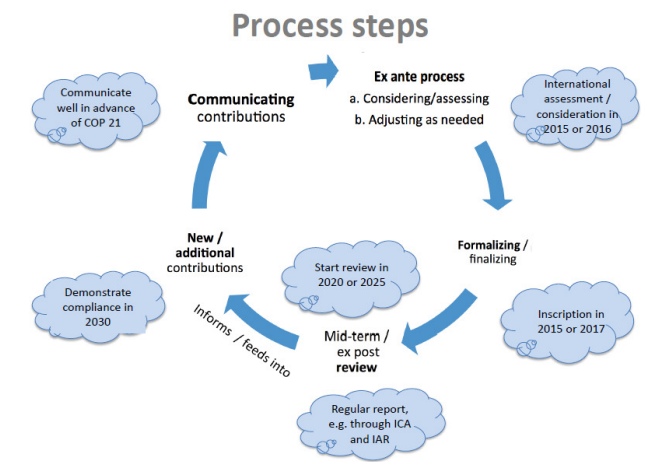 Process steps
Communicate
well in advance
of COP 21
Communicating
contributions
Ex ante process
a. Considering/assessing
b. Adjusting as needed
International
assessment /
consideration in
2015 or 2016
Formalizing /
finalizing
Inscription in
2015 or 2017
Start review in
2020 or 2025
Mid-term /
ex post
review
Regular report,
e.g. through ICA
and IAR
Informs / feeds into
New /
additional
contributions
Demonstrate
compliance in
2030